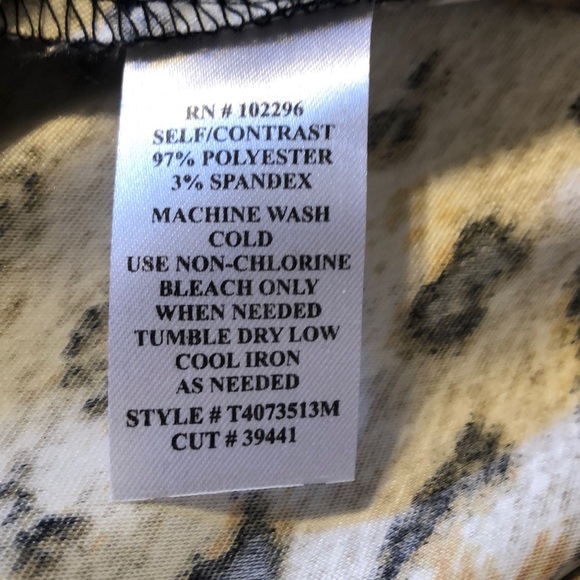 RN # 102296
SELF/CONTRAST
97% POLYESTER
3% SPANDEX
MACHINE WASH
COLD
USE NON-CHLORINE
BLEACH ONLY
WHEN NEEDED
TUMBLE DRY LOW
COOL IRON
AS NEEDED
STYLE # T4073513M
CUT # 39441